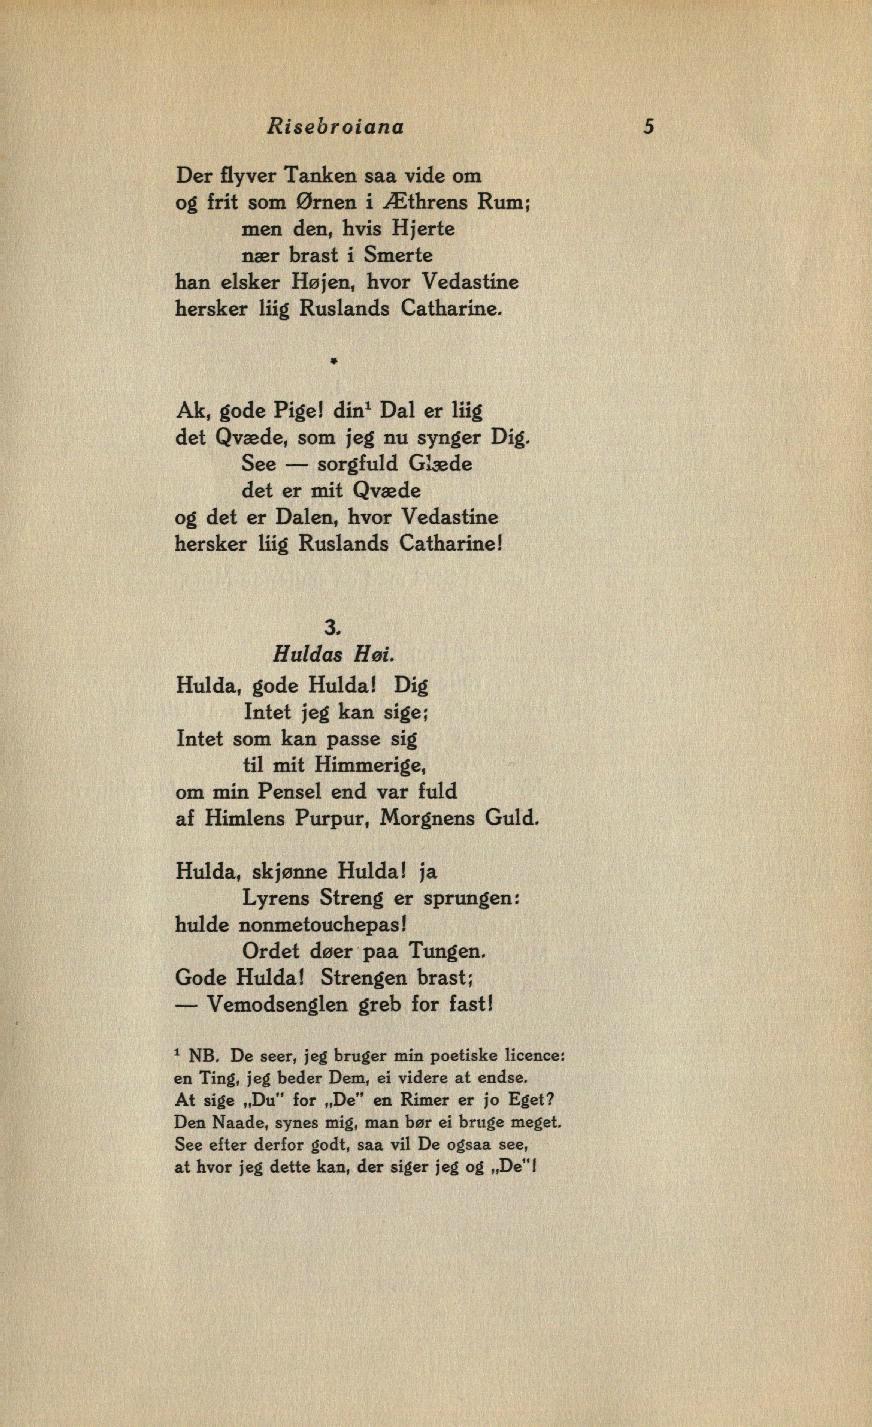 Risebroiana 5
Der flyver Tanken saa vide om
og frit som Ørnen i Æthrens Rum;
men den, hvis Hjerte
nær brast i Smerte
han elsker Højen, hvor Vedastine
hersker liig Ruslands Catharine.
*
Ak, gode Pige! din¹ Dal er liig
det Qvæde, som jeg nu synger Dig.
See — sorgfuld Glæde
det er mit Qvæde
og det er Dalen, hvor Vedastine
hersker liig Ruslands Catharine!
3.
Huldas Høi.
Hulda, gode Hulda! Dig
Intet jeg kan sige;
Intet som kan passe sig
til mit Himmerige,
om min Pensel end var fuld
af Himlens Purpur, Morgnens Guld.
Hulda, skjønne Hulda! ja
Lyrens Streng er sprungen:
hulde nonmetouchepas!
Ordet døer paa Tungen.
Gode Hulda! Strengen brast;
— Vemodsenglen greb for fast!
¹ NB. De seer, jeg bruger min poetiske licence:
en Ting, jeg beder Dem, ei videre at endse.
At sige „Du" for „De" en Rimer er jo Eget?
Den Naade, synes mig, man bør ei bruge meget.
See efter derfor godt, saa vil De ogsaa see,
at hvor jeg dette kan, der siger jeg og „De"!